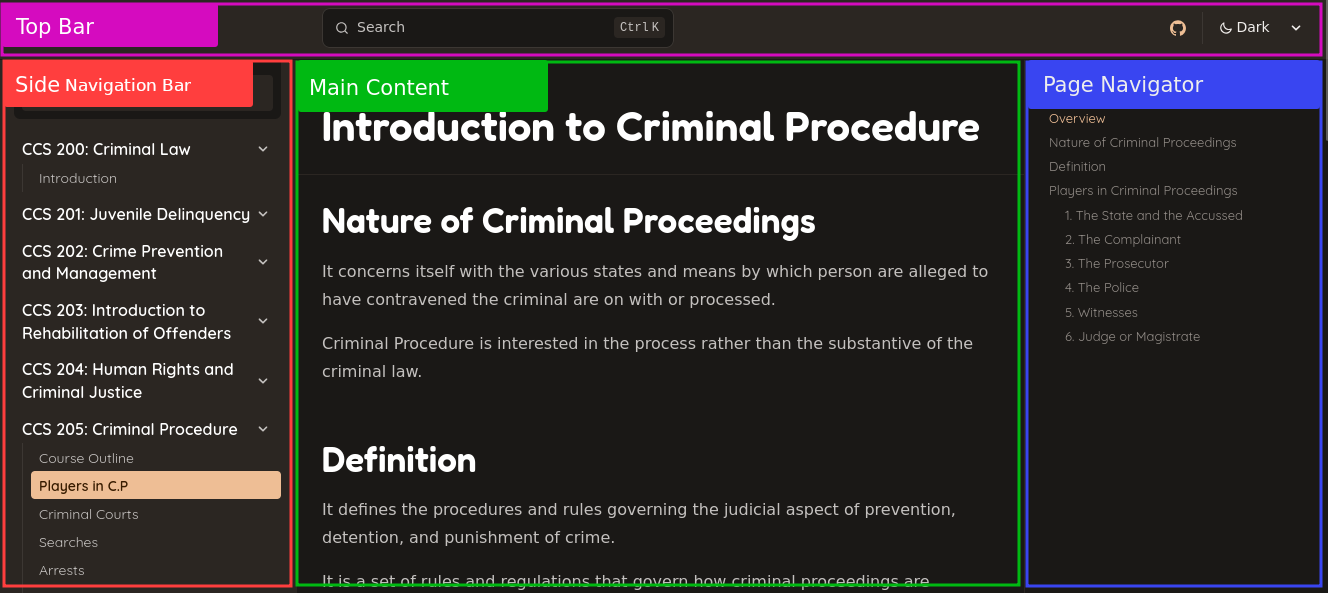 Top Bar
Search
Ctrl K
Dark
Side Navigation Bar
CCS 200: Criminal Law
Introduction
CCS 201: Juvenile Delinquency
CCS 202: Crime Prevention
and Management
CCS 203: Introduction to
Rehabilitation of Offenders
CCS 204: Human Rights and
Criminal Justice
CCS 205: Criminal Procedure
Course Outline
Players in C.P
Criminal Courts
Searches
Arrests
Main Content
Introduction to Criminal Procedure
Nature of Criminal Proceedings
It concerns itself with the various states and means by which person are alleged to
have contravened the criminal are on with or processed.
Criminal Procedure is interested in the process rather than the substantive of the
criminal law.
Definition
It defines the procedures and rules governing the judicial aspect of prevention,
detention, and punishment of crime.
It is a set of rules and regulations that govern how criminal proceedings are
Page Navigator
Overview
Nature of Criminal Proceedings
Definition
Players in Criminal Proceedings
1. The State and the Accussed
2. The Complainant
3. The Prosecutor
4. The Police
5. Witnesses
6. Judge or Magistrate